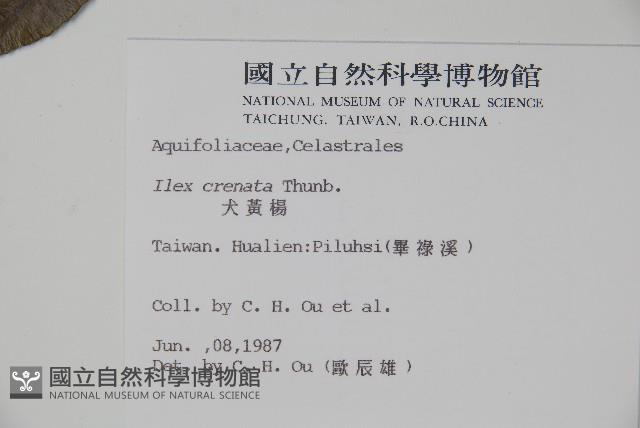 國立自然科學博物館
NATIONAL MUSEUM OF NATURAL SCIENCE
TAICHUNG, TAIWAN, R.O.CHINA
Aquifoliaceae,Celastrales
Ilex crenata Thunb.
犬黃楊
Taiwan. Hualien:Piluhsi(畢祿溪)
Coll. by C. H. Ou et al.
Jun. ,08,1987
Det. by C. H. Ou (歐辰雄)
國立自然科學博物館
NATIONAL MUSEUM OF NATURAL SCIENCE